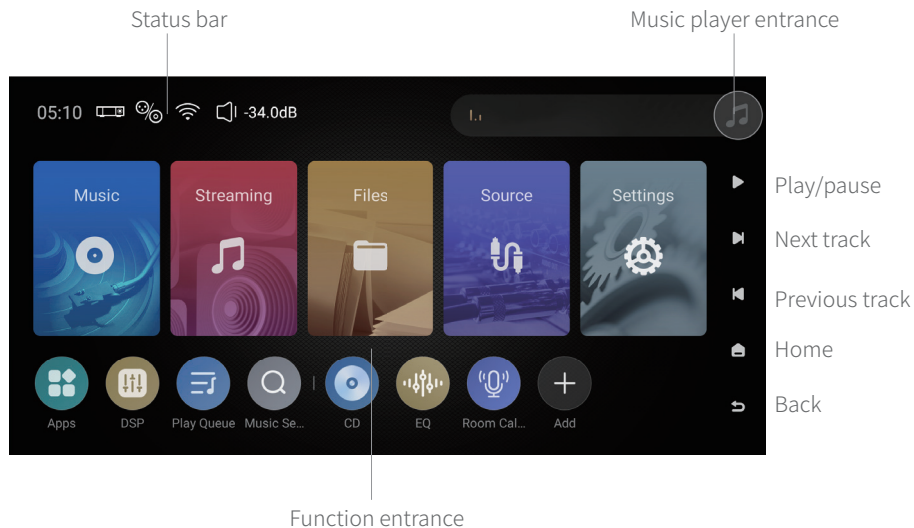 Status bar
Music player entrance
05:10
-34.0dB
Music
Streaming
Files
Source
Settings
Play/pause
Next track
Previous track
Home
Back
Apps
DSP
Play Queue
Music Se...
CD
EQ
Room Cal...
Add
Function entrance